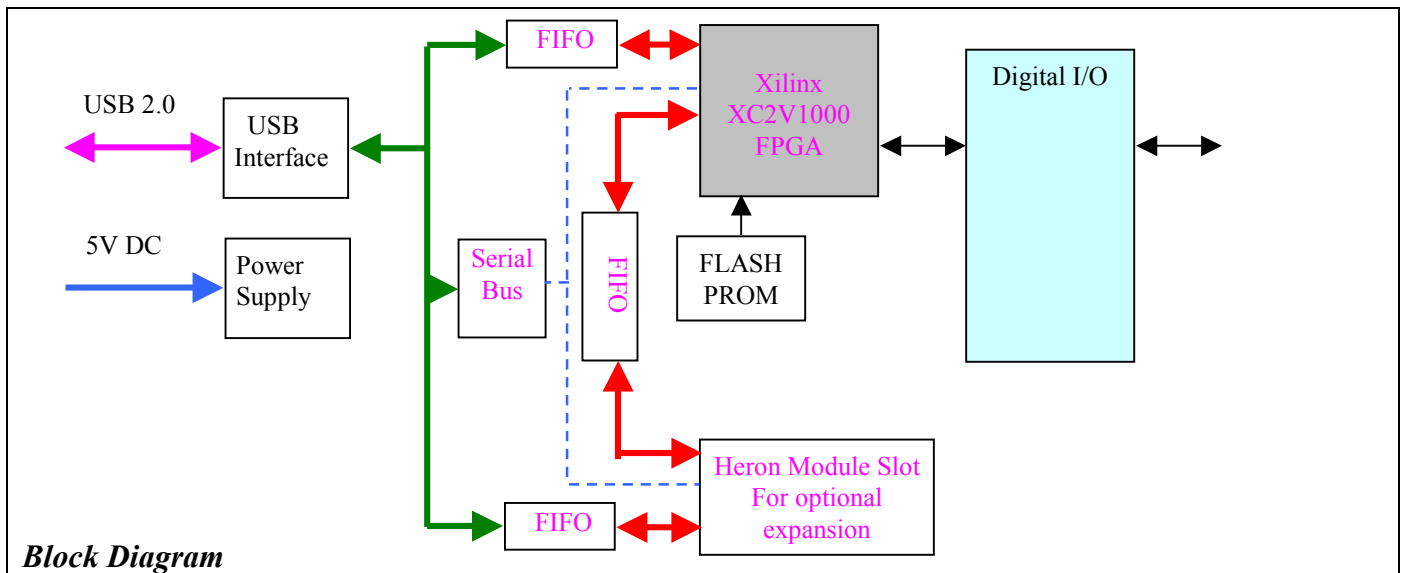 FIFO
USB 2.0
USB
Interface
Xilinx
XC2V1000
FPGA
Digital I/O
5V DC
Power
Supply
Serial
Bus
FIFO
FLASH
PROM
Heron Module Slot
For optional
expansion
FIFO
Block Diagram